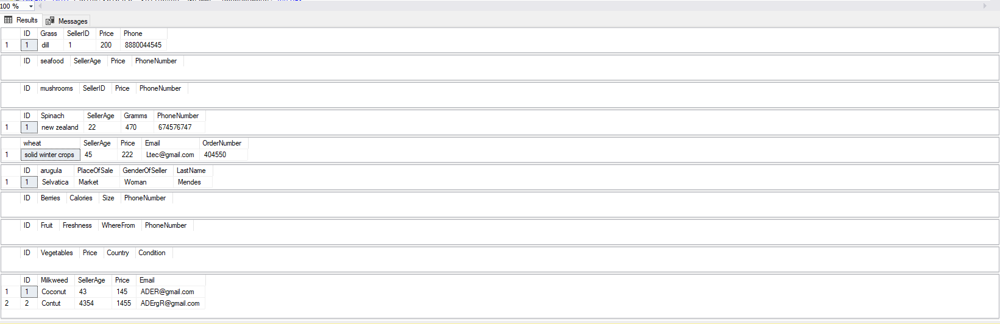 100 %
Results Messages
ID Grass SellerID Price Phone
1 1 dill 1 200 8880044545
ID seafood SellerAge Price PhoneNumber
ID mushrooms SellerID Price PhoneNumber
ID Spinach SellerAge Gramms PhoneNumber
1 1 new zealand 22 470 674576747
wheat SellerAge Price Email OrderNumber
1 solid winter crops 45 222 Ltec@gmail.com 404550
ID arugula PlaceOfSale GenderOfSeller LastName
1 1 Selvatica Market Woman Mendes
ID Berries Calories Size PhoneNumber
ID Fruit Freshness WhereFrom PhoneNumber
ID Vegetables Price Country Condition
ID Milkweed SellerAge Price Email
1 1 Coconut 43 145 ADER@gmail.com
2 2 Contut 4354 1455 ADErgR@gmail.com